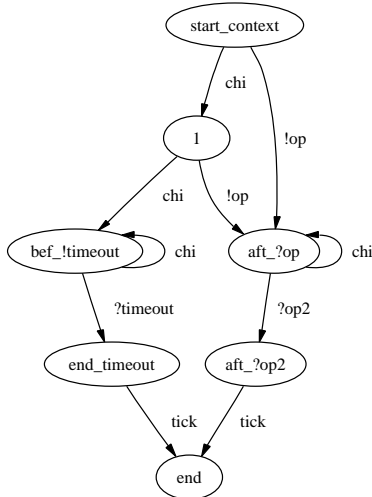 start_context
chi
1
!op
chi
!op
bef_!timeout
chi
aft_?op
chi
?timeout
?op2
end_timeout
aft_?op2
tick
tick
end